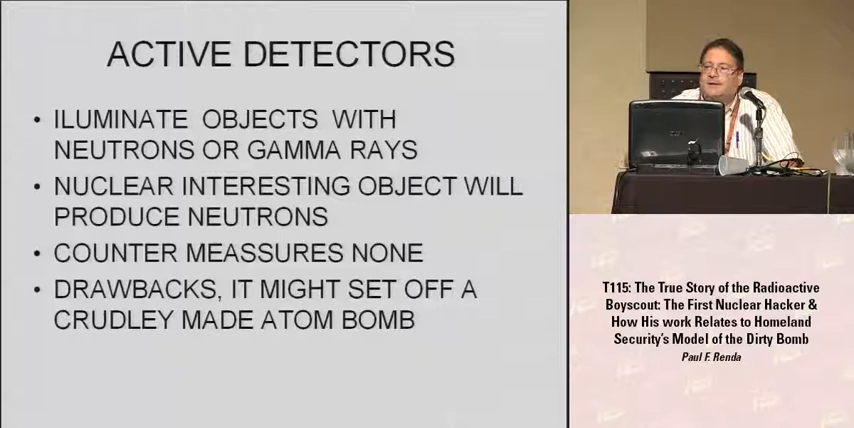 ACTIVE DETECTORS
• ILUMINATE OBJECTS WITH
NEUTRONS OR GAMMA RAYS
• NUCLEAR INTERESTING OBJECT WILL
PRODUCE NEUTRONS
• COUNTER MEASSURES NONE
• DRAWBACKS, IT MIGHT SET OFF A
CRUDLEY MADE ATOM BOMB
T115: The True Story of the Radioactive
Boyscout: The First Nuclear Hacker &
How His work Relates to Homeland
Security's Model of the Dirty Bomb
Paul F. Renda